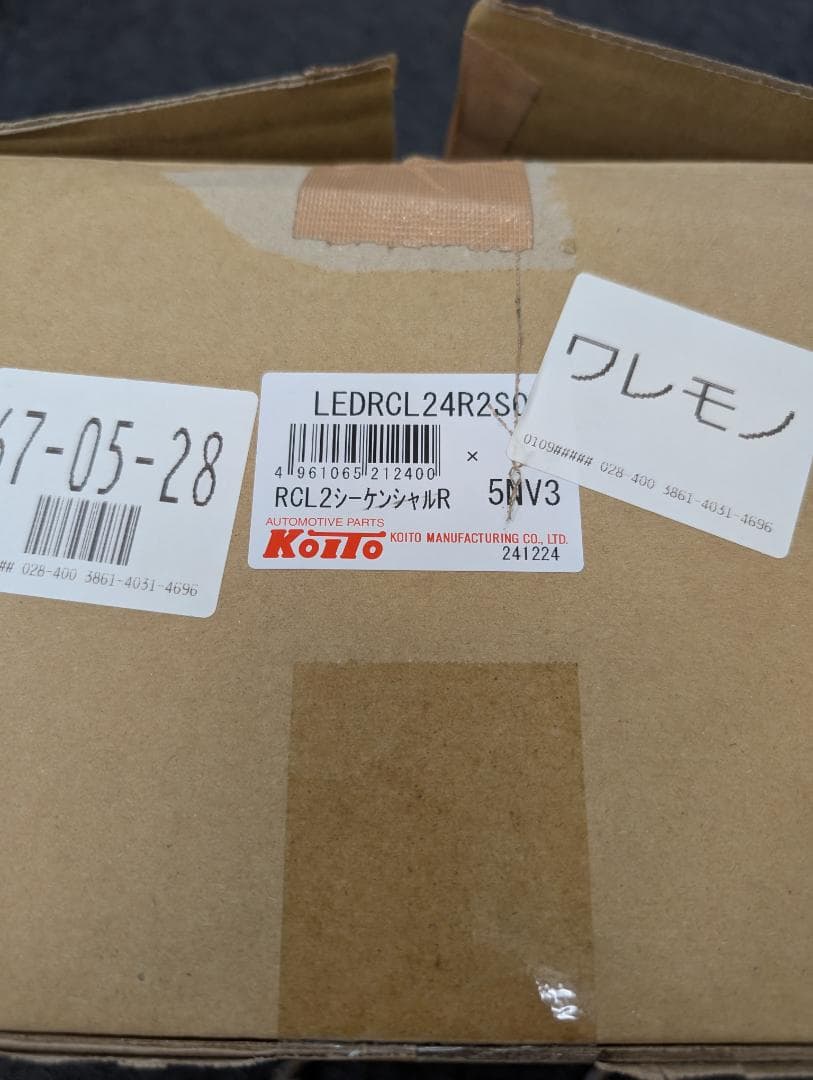 67-05-28
## 028-400 3861-4031-4696
LEDRCL24R2S
4 961065 212400
×
RCL2シーケンシャルR
5MV3
AUTOMOTIVE PARTS
KOITO
KOITO MANUFACTURING CO., LTD.
241224
ワレモノ
0109##### 028-400 3861-4031-4696